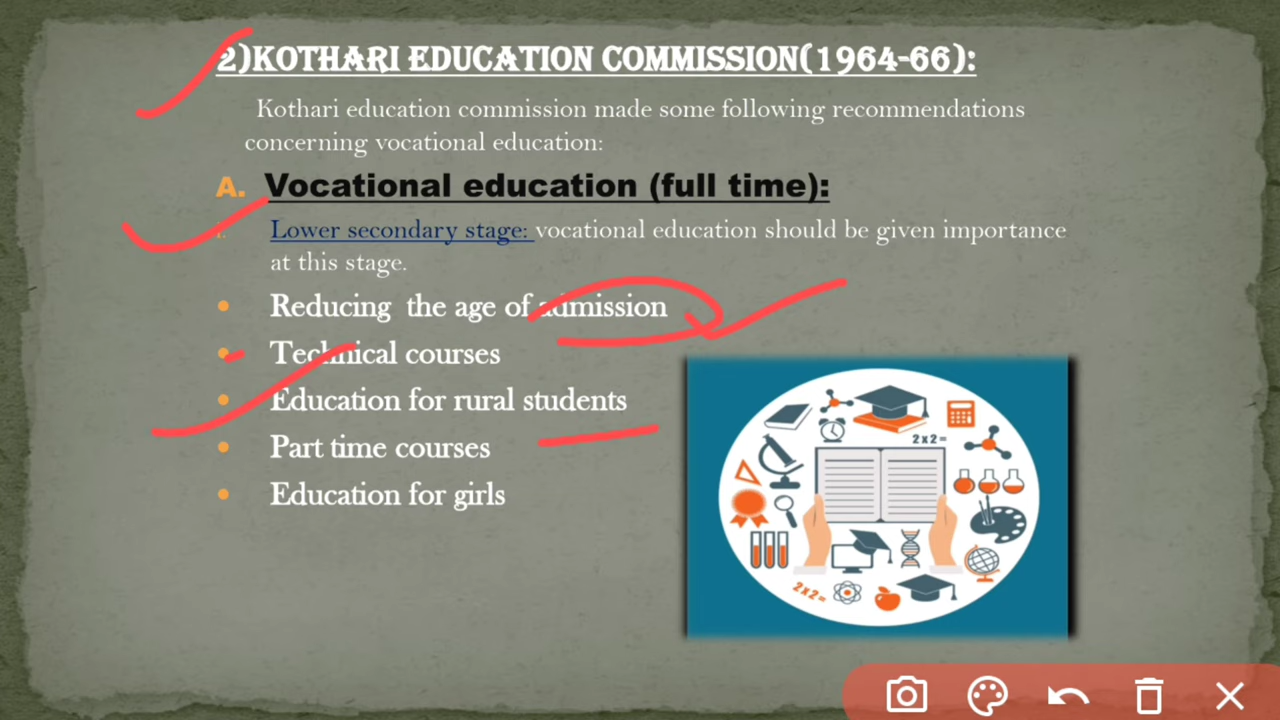 2)KOTHARI EDUCATION COMMISSION(1964-66):
Kothari education commission made some following recommendations
concerning vocational education:
A. Vocational education (full time):
i. Lower secondary stage: vocational education should be given importance
at this stage.
• Reducing the age of admission
• Technical courses
• Education for rural students
• Part time courses
• Education for girls
2x2=
2x2=